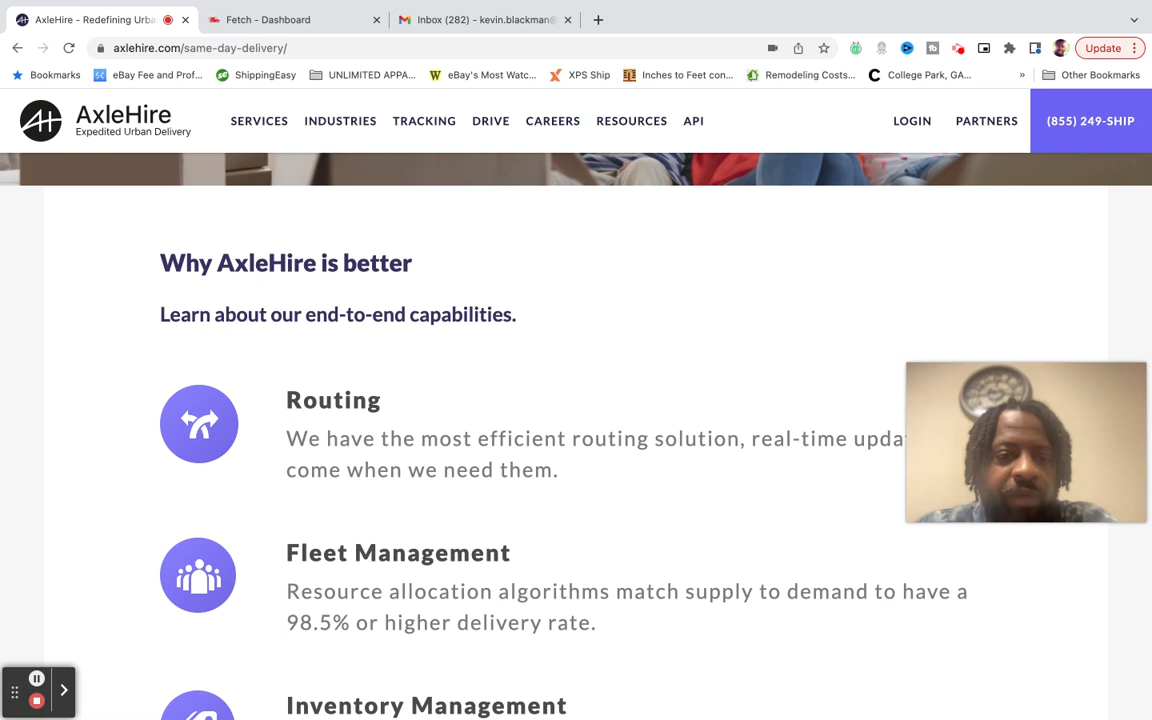 AxleHire - Redefining Urba
Fetch - Dashboard
Inbox (282) - kevin.blackman@
axlehire.com/same-day-delivery/
Update
Bookmarks
eBay Fee and Prof...
ShippingEasy
UNLIMITED APPA...
eBay's Most Watc...
XPS Ship
Inches to Feet con...
Remodeling Costs...
College Park, GA...
»
Other Bookmarks
AxleHire
Expedited Urban Delivery
SERVICES
INDUSTRIES
TRACKING
DRIVE
CAREERS
RESOURCES
API
LOGIN
PARTNERS
(855) 249-SHIP
Why AxleHire is better
Learn about our end-to-end capabilities.
Routing
We have the most efficient routing solution, real-time upda
come when we need them.
Fleet Management
Resource allocation algorithms match supply to demand to have a
98.5% or higher delivery rate.
Inventory Management